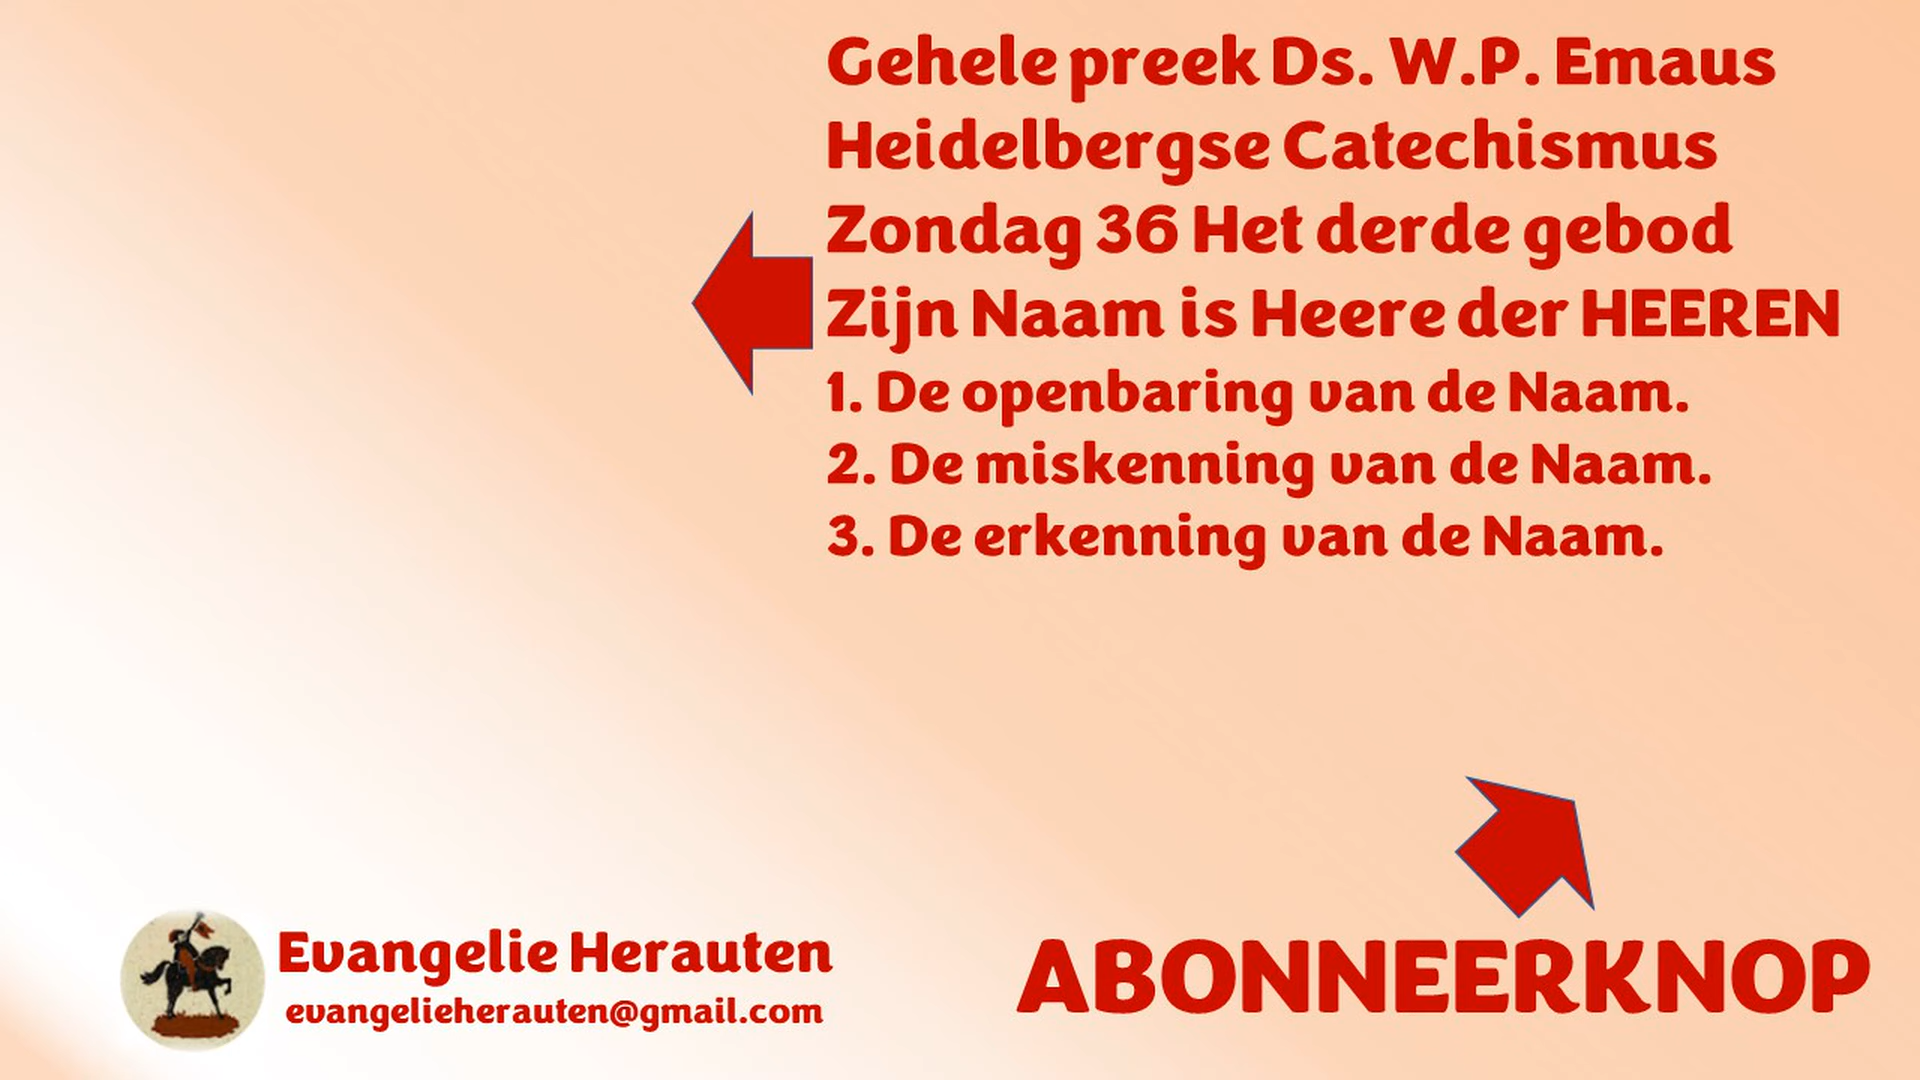 Gehele preek Ds. W.P. Emaus
Heidelbergse Catechismus
Zondag 36 Het derde gebod
Zijn Naam is Heere der HEEREN
1. De openbaring van de Naam.
2. De miskenning van de Naam.
3. De erkenning van de Naam.
Evangelie Herauten
evangelieherauten@gmail.com
ABONNEERKNOP